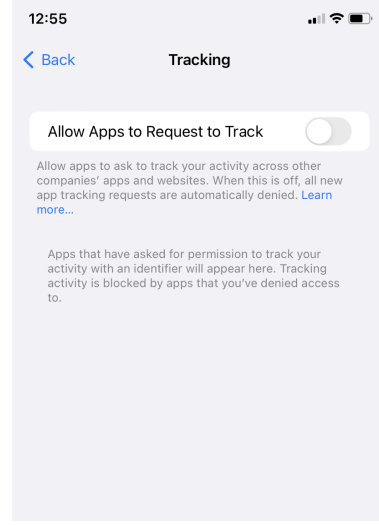 12:55
Back
Tracking
Allow Apps to Request to Track
Allow apps to ask to track your activity across other
companies’ apps and websites. When this is off, all new
app tracking requests are automatically denied. Learn
more...
Apps that have asked for permission to track your
activity with an identifier will appear here. Tracking
activity is blocked by apps that you’ve denied access
to.